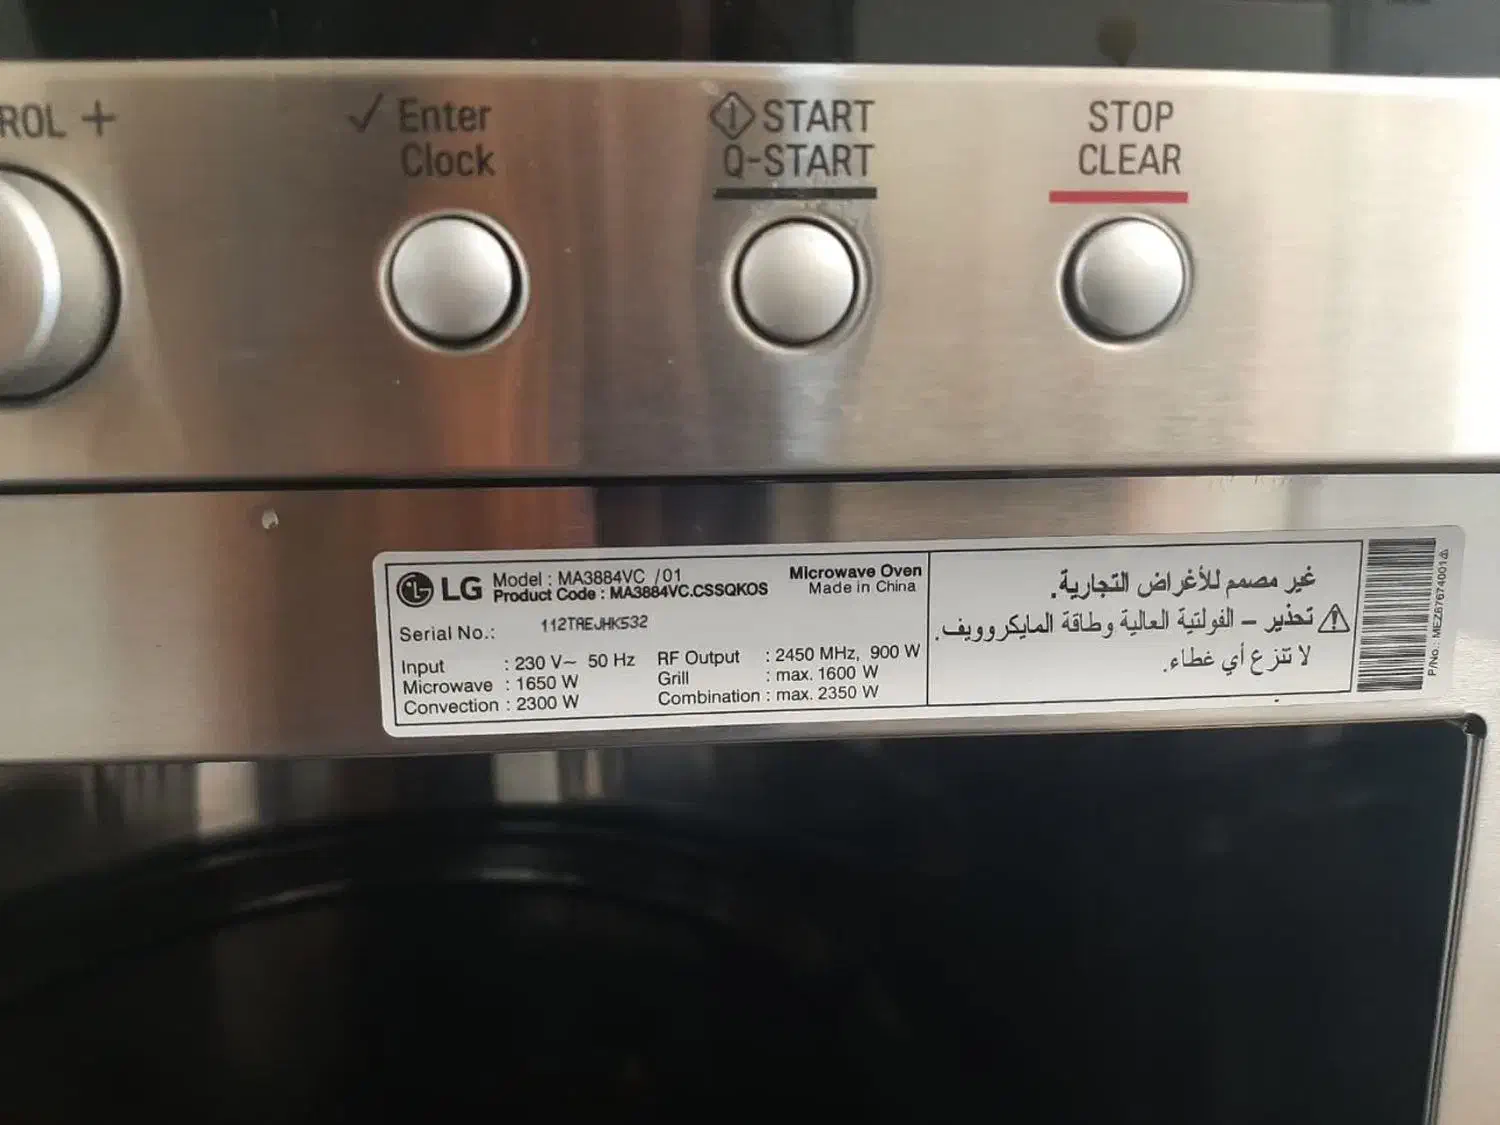 ROL +
Enter
Clock
START
Q-START
STOP
CLEAR
LG
Model : MA3884VC /01
Product Code : MA3884VC.CSSQKOS
Microwave Oven
Made in China
Serial No.: 112TAEJHK532
Input : 230 V~ 50 Hz
Microwave : 1650 W
Convection : 2300 W
RF Output : 2450 MHz, 900 W
Grill : max. 1600 W
Combination : max. 2350 W
غير مصمم للأغراض التجارية.
تحذير – الفولتية العالية وطاقة المايكروويف.
لا تنزع أي غطاء.
P/No.: MEZ67674001